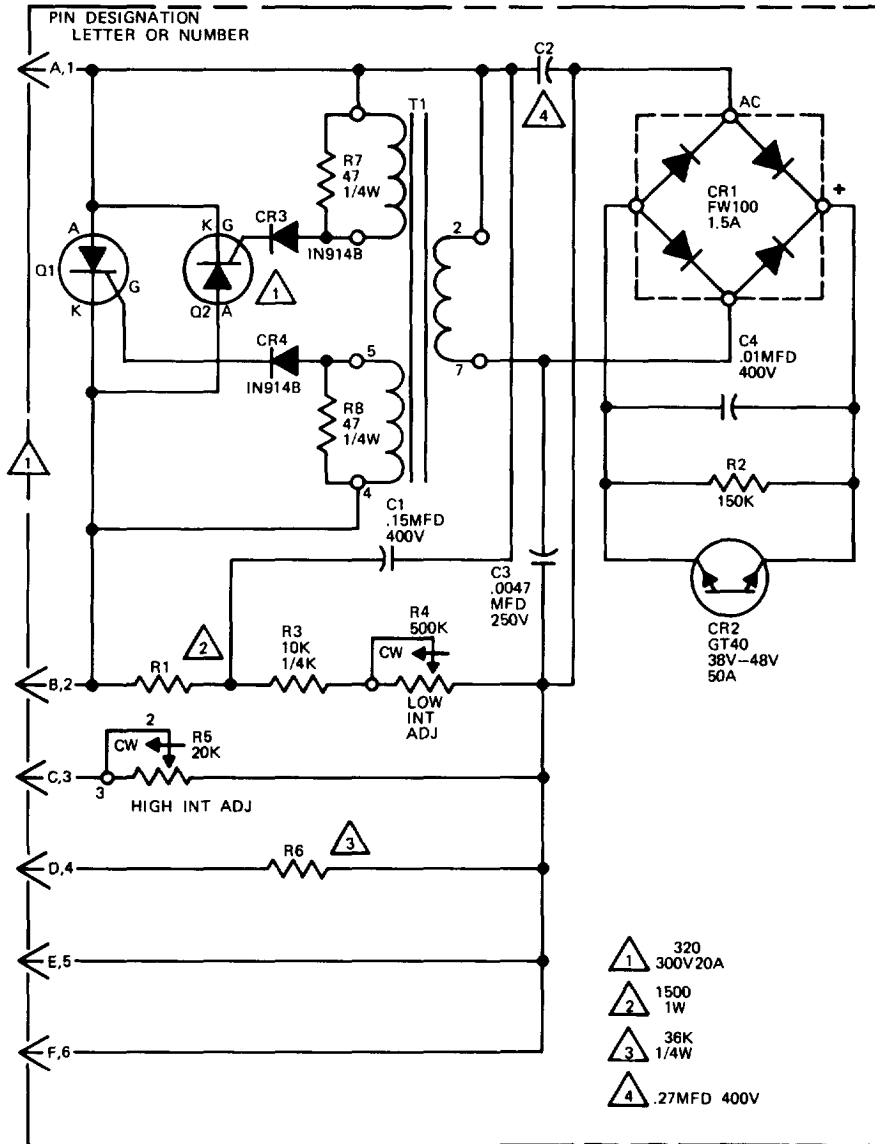 PIN DESIGNATION
LETTER OR NUMBER
A,1
C2
4
T1
AC
R7
47
1/4W
CR1
FW100
1.5A
+
CR3
IN914B
2
A
Q1
G
K
K G
Q2 A
1
CR4
IN914B
5
R8
47
1/4W
4
7
C4
.01MFD
400V
1
R2
150K
C1
.15MFD
400V
C3
.0047
MFD
250V
CR2
GT40
38V–48V
50A
B,2
R1
2
R3
10K
1/4K
R4
500K
CW
LOW
INT
ADJ
C,3
2
CW
R5
20K
3
HIGH INT ADJ
D,4
R6
3
E,5
F,6
1 320
300V20A
2 1500
1W
3 36K
1/4W
4 .27MFD 400V